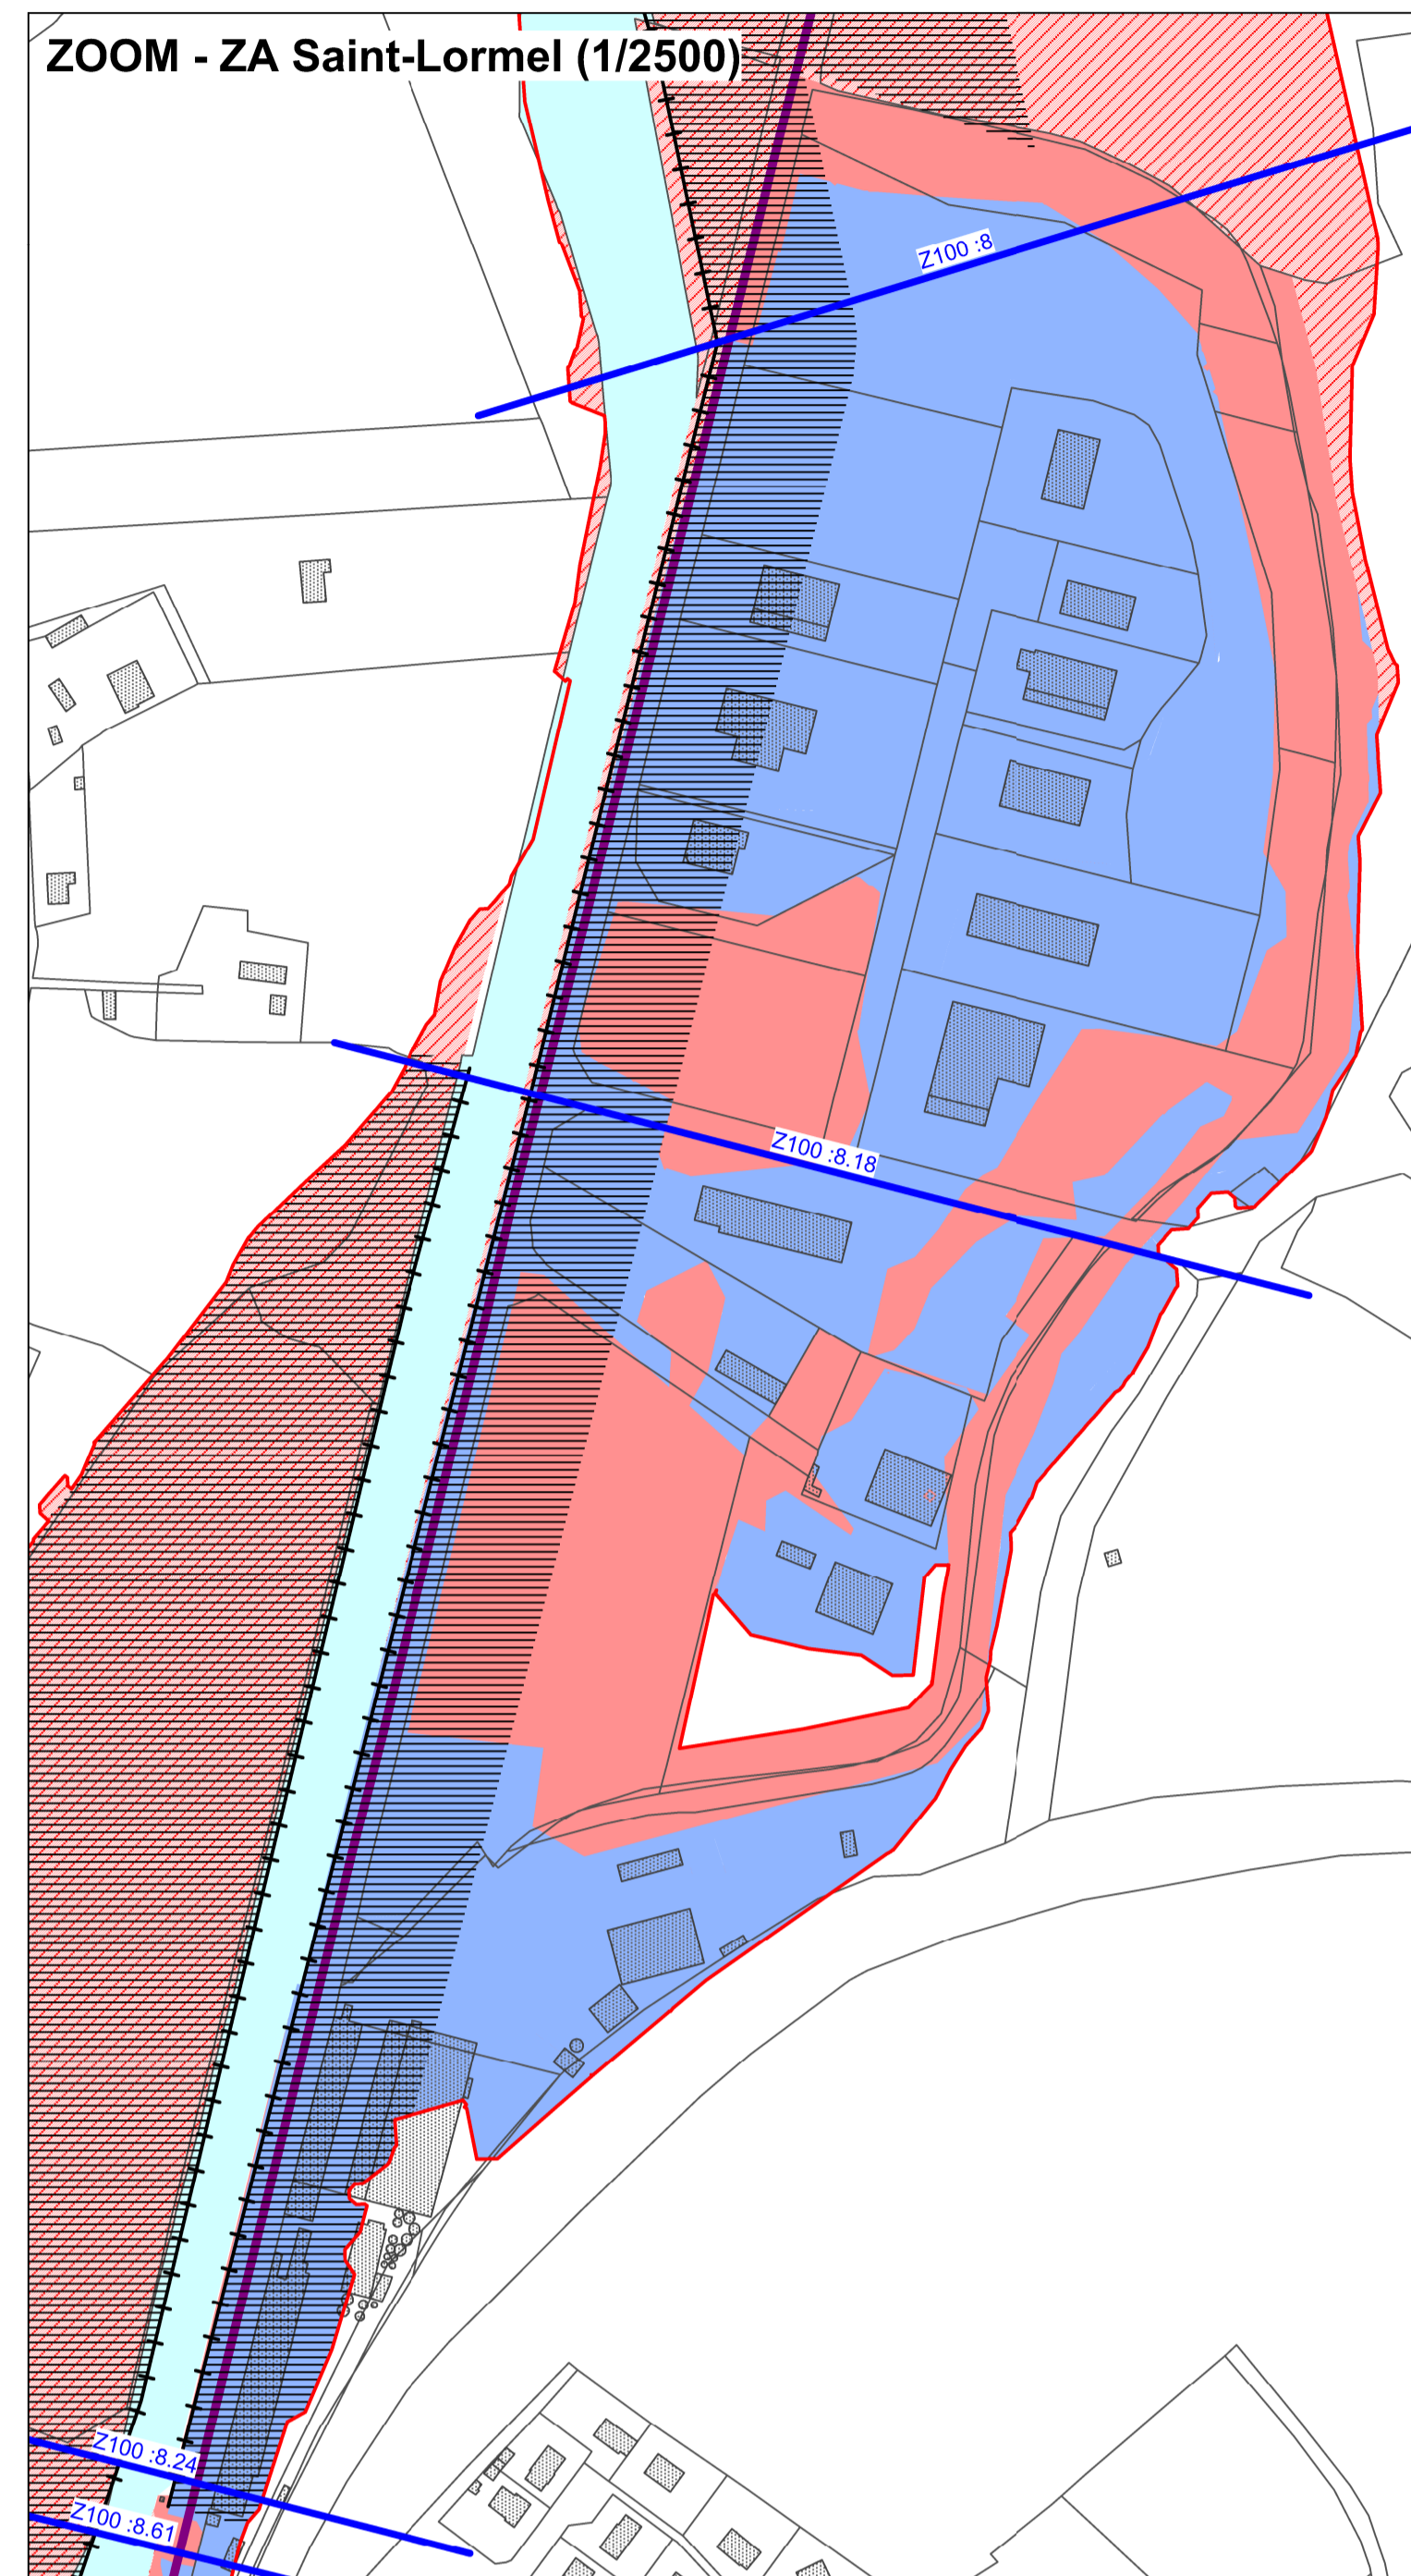 ZOOM - ZA Saint-Lormel (1/2500)
Z100 :8
Z100 :8.18
Z100 :8.24
Z100 :8.61